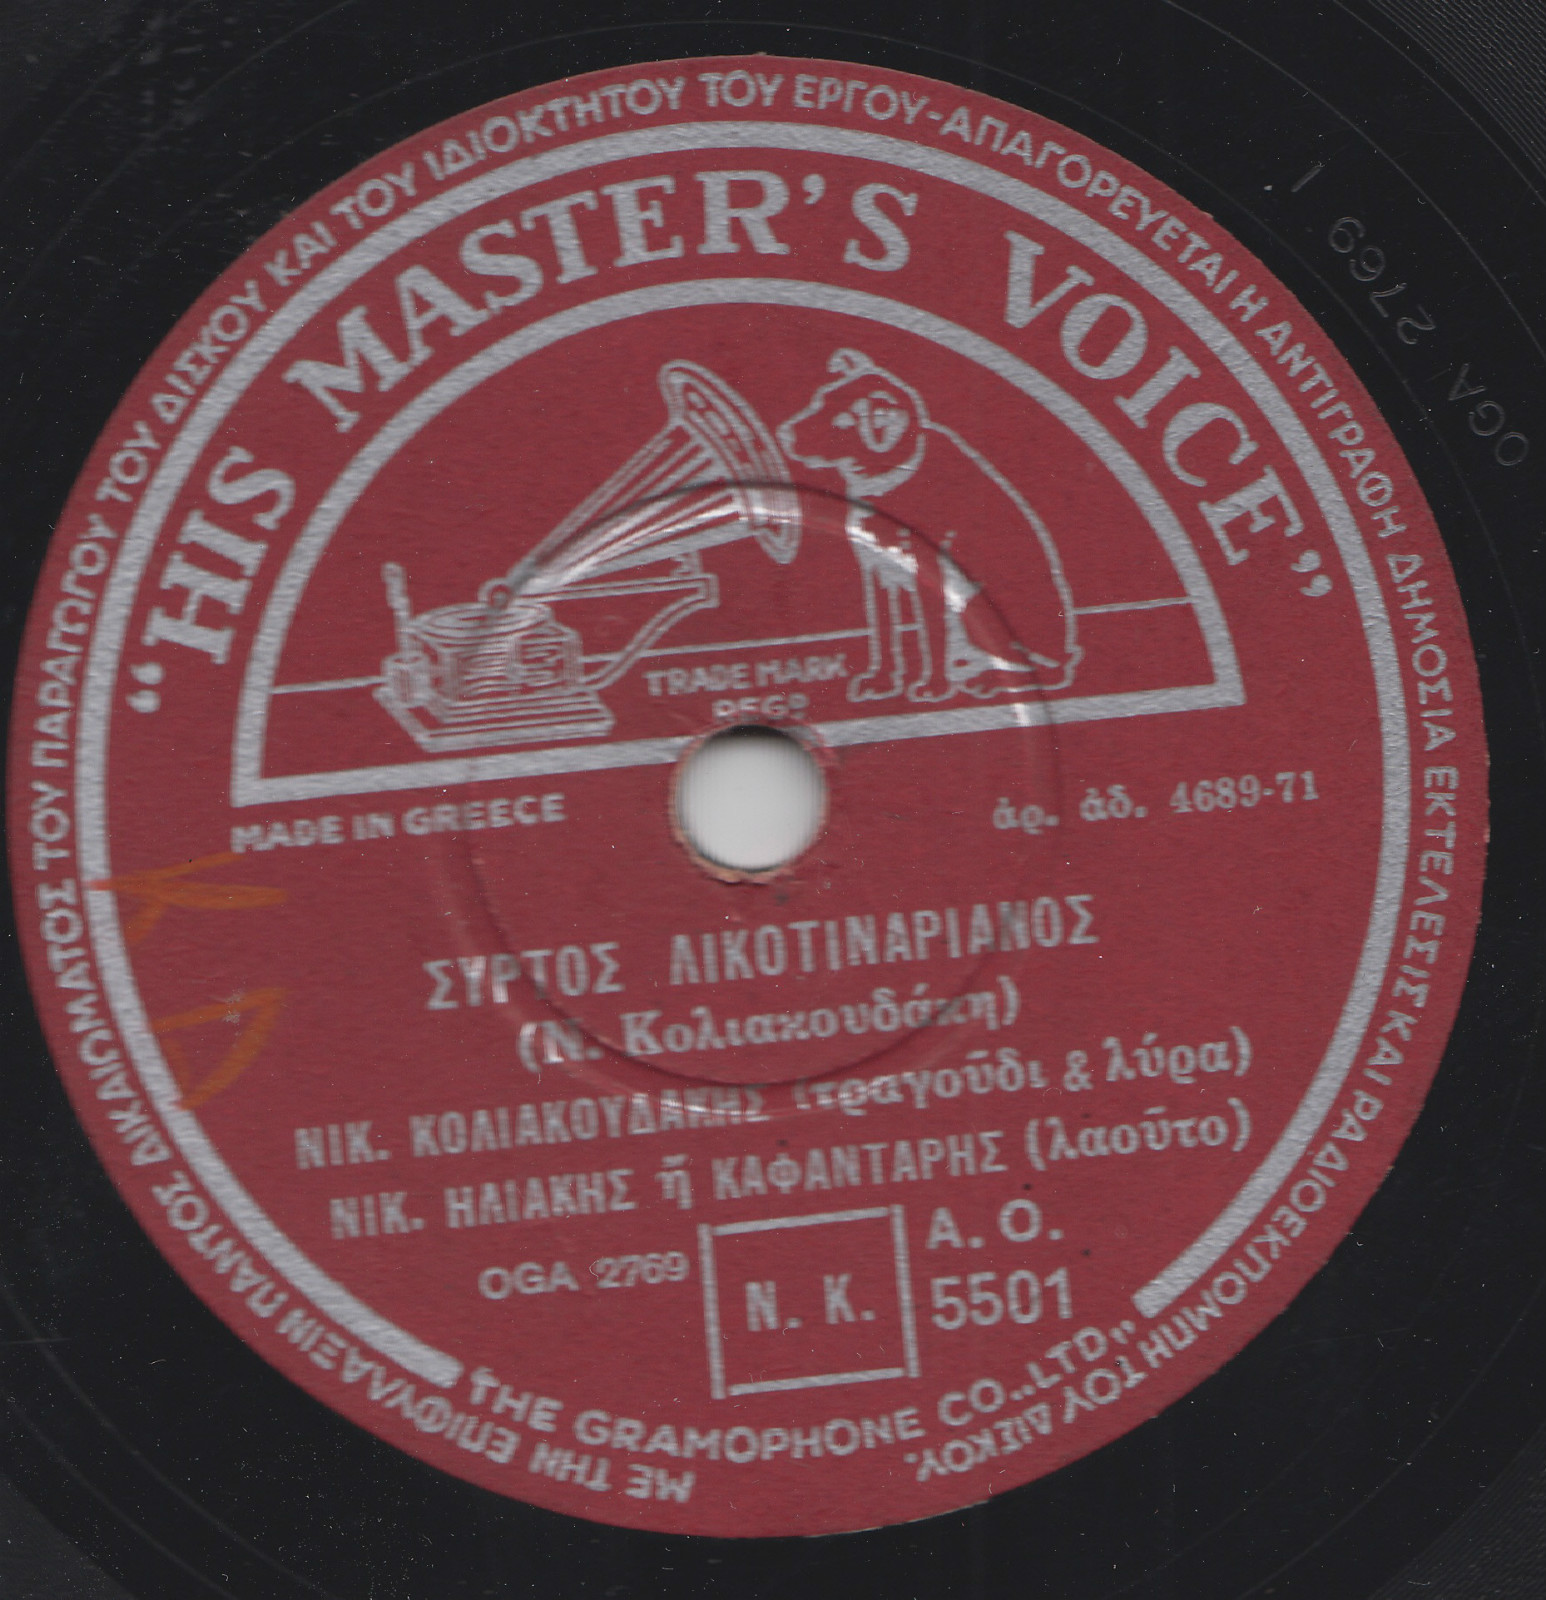 ΜΕ ΤΗΝ ΕΠΙΦΥΛΑΞΙΝ ΠΑΝΤΟΣ ΔΙΚΑΙΩΜΑΤΟΣ ΤΟΥ ΠΑΡΑΓΩΓΟΥ ΤΟΥ ΔΙΣΚΟΥ ΚΑΙ ΤΟΥ ΙΔΙΟΚΤΗΤΟΥ ΤΟΥ ΕΡΓΟΥ-ΑΠΑΓΟΡΕΥΕΤΑΙ Η ΑΝΤΙΓΡΑΦΗ ΔΗΜΟΣΙΑ ΕΚΤΕΛΕΣΙΣ ΚΑΙ ΡΑΔΙΟΕΚΠΟΜΠΗ ΤΟΥ ΔΙΣΚΟΥ.
“HIS MASTER’S VOICE”
TRADE MARK
REGD
MADE IN GREECE
ἀρ. ἀδ. 4689-71
ΣΥΡΤΟΣ ΛΙΚΟΤΙΝΑΡΙΑΝΟΣ
(Ν. Κολιακουδάκη)
ΝΙΚ. ΚΟΛΙΑΚΟΥΔΑΚΗΣ (τραγοῦδι & λύρα)
ΝΙΚ. ΗΛΙΑΚΗΣ ἤ ΚΑΦΑΝΤΑΡΗΣ (λαοῦτο)
OGA 2769
N. K.
A. O.
5501
THE GRAMOPHONE CO., LTD„
OGA 2769 1